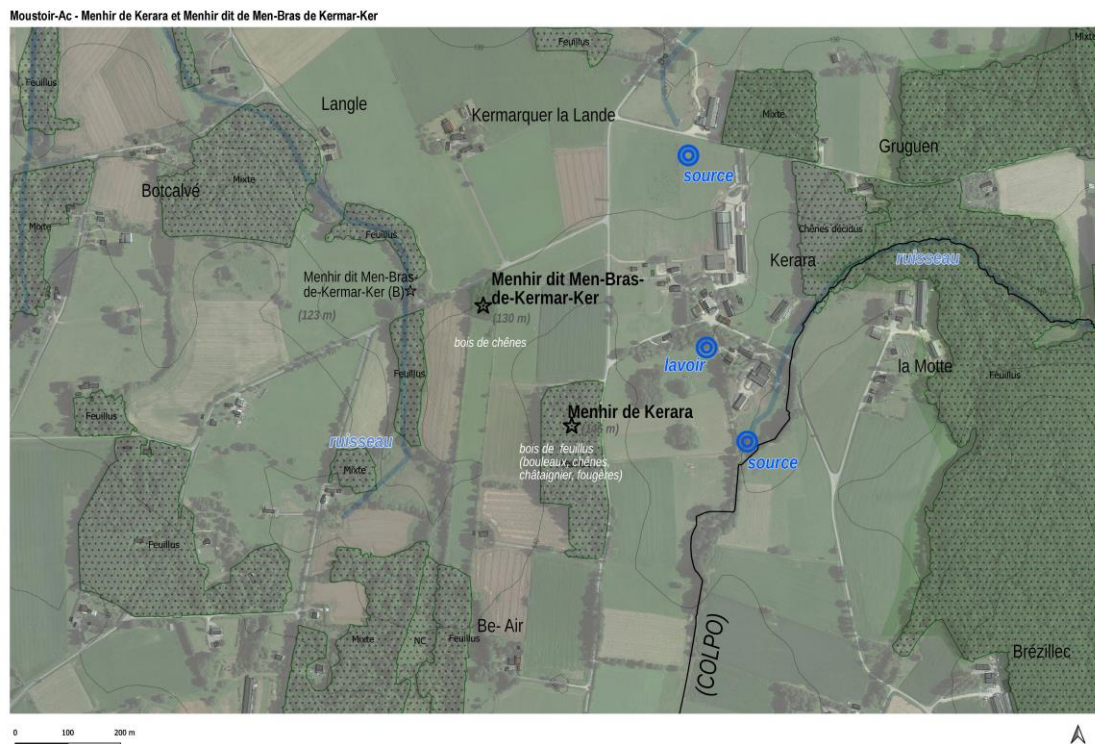 Moustoir-Ac - Menhir de Kerara et Menhir dit de Men-Bras de Kermar-Ker
Feuillus
Mixte
Feuillus
Langle
Kermarquer la Lande
Mixte
Gruguen
source
Botcalvé
Mixte
Mixte
Feuillus
Chênes décidus
Kerara
ruisseau
Menhir dit Men-Bras-
de-Kermar-Ker (B)
(123 m)
Menhir dit Men-Bras-
de-Kermar-Ker
(130 m)
bois de chênes
lavoir
la Motte
Feuillus
Feuillus
Feuillus
Menhir de Kerara
(146 m)
ruisseau
bois de feuillus
(bouleaux, chênes,
châtaignier, fougères)
source
Mixte
Feuillus
Be- Air
Mixte
NC
Feuillus
(COLPO)
Brézillec
0 100 200 m